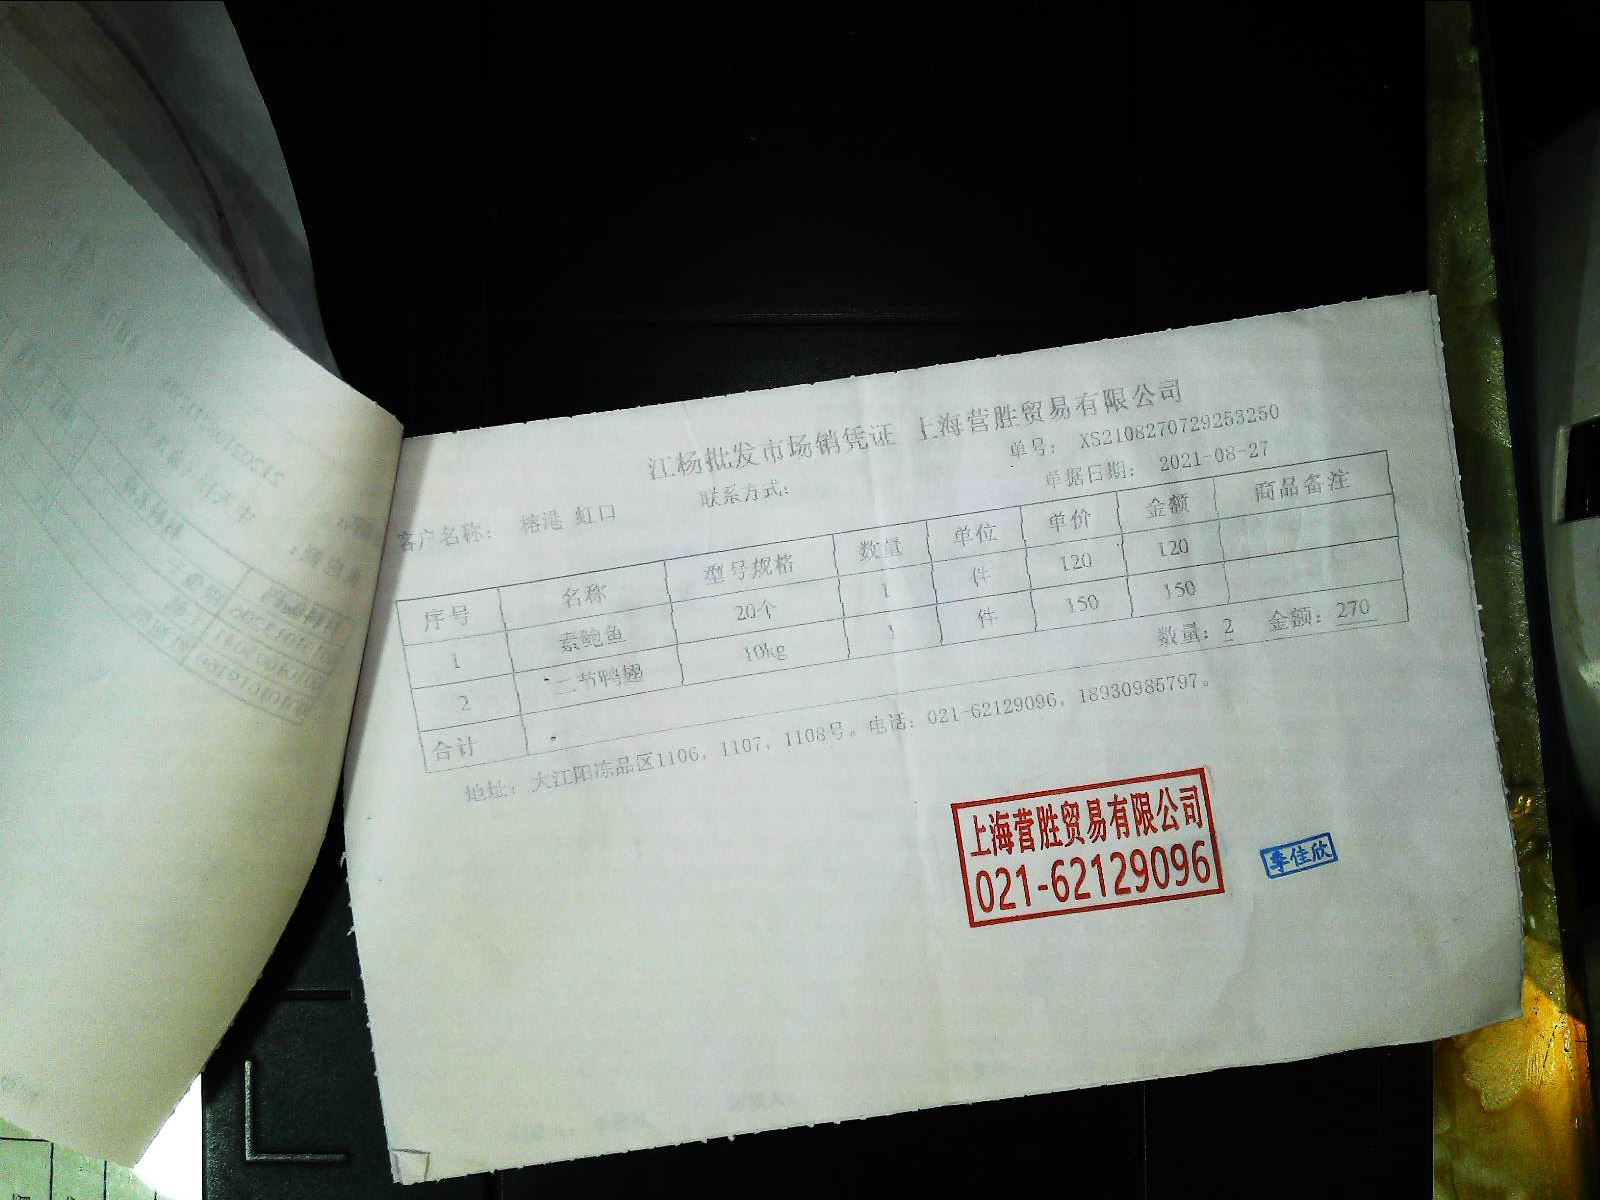 江杨批发市场销凭证 上海营胜贸易有限公司
联系方式： 单号： XS2108270729253250
客户名称： 榕港 虹口 单据日期： 2021-08-27
序号 名称 型号规格 数量 单位 单价 金额 商品备注
1 素鲍鱼 20个 1 件 120 120
2 二节鸭翅 10kg 1 件 150 150
合计 数量：2 金额：270
地址：大江阳冻品区1106，1107，1108号。电话：021-62129096，18930985797。
上海营胜贸易有限公司
021-62129096
李佳欣